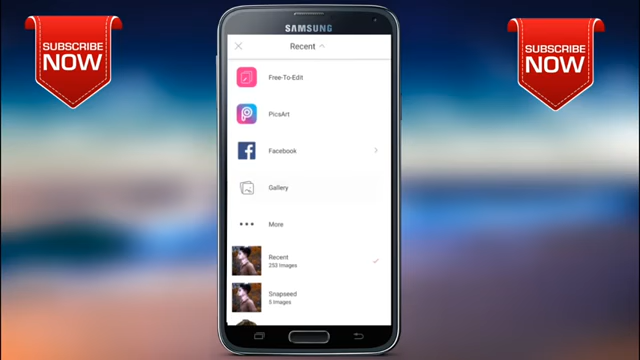 SUBSCRIBE
NOW
SUBSCRIBE
NOW
SAMSUNG
Recent
Free-To-Edit
PicsArt
Facebook
Gallery
More
Recent
253 Images
Snapseed
5 Images